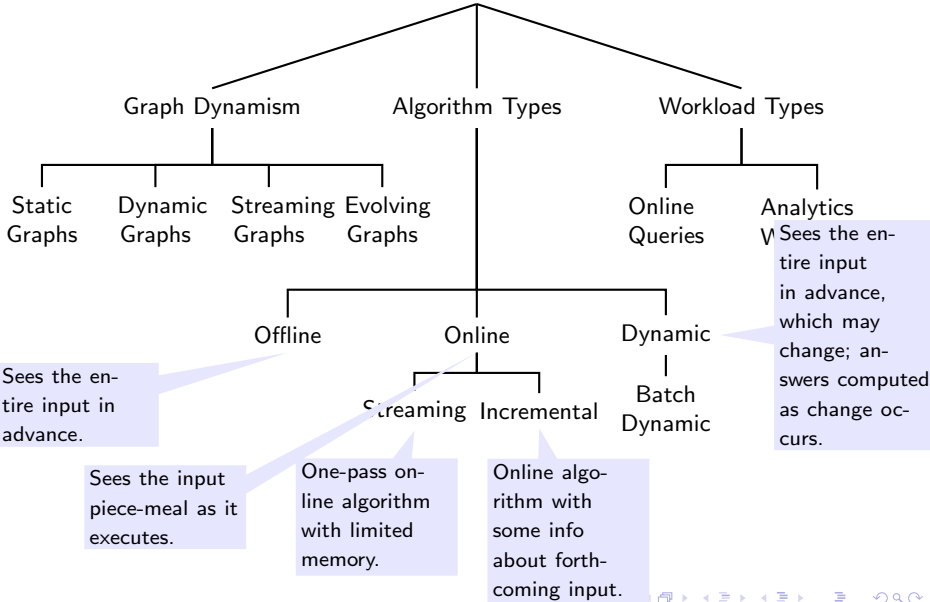 Graph Dynamism
Algorithm Types
Workload Types
Static
Graphs
Dynamic
Graphs
Streaming
Graphs
Evolving
Graphs
Online
Queries
Analytics
Offline
Online
Dynamic
Streaming
Incremental
Batch
Dynamic
Sees the en-
tire input in
advance.
Sees the input
piece-meal as it
executes.
One-pass on-
line algorithm
with limited
memory.
Online algo-
rithm with
some info
about forth-
coming input.
Sees the en-
tire input
in advance,
which may
change; an-
swers computed
as change oc-
curs.